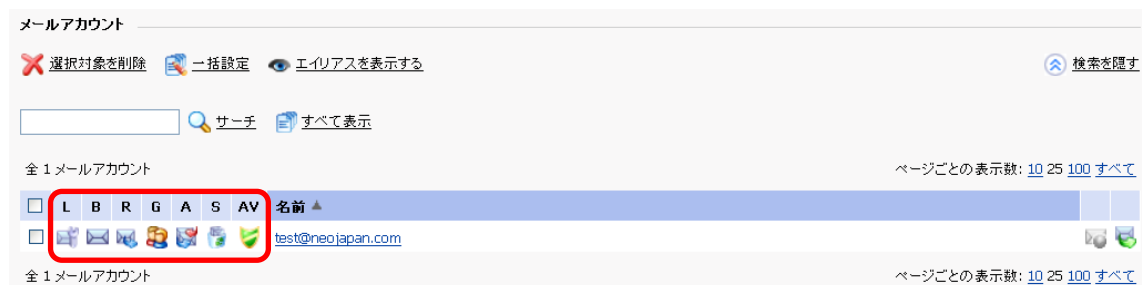 メールアカウント
選択対象を削除 一括設定 エイリアスを表示する 検索を隠す
サーチ すべて表示
全 1 メールアカウント ページごとの表示数: 10 25 100 すべて
L B R G A S AV 名前
test@neojapan.com
全 1 メールアカウント ページごとの表示数: 10 25 100 すべて